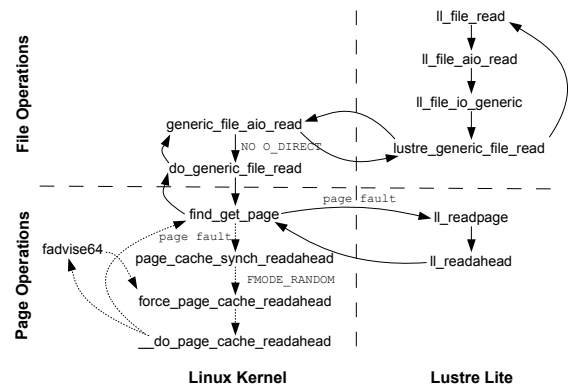 File Operations
Page Operations
ll_file_read
ll_file_aio_read
ll_file_io_generic
generic_file_aio_read
NO O_DIRECT
lustre_generic_file_read
do_generic_file_read
page fault
find_get_page
ll_readpage
page fault
fadvise64
page_cache_synch_readahead
ll_readahead
FMODE_RANDOM
force_page_cache_readahead
__do_page_cache_readahead
Linux Kernel
Lustre Lite